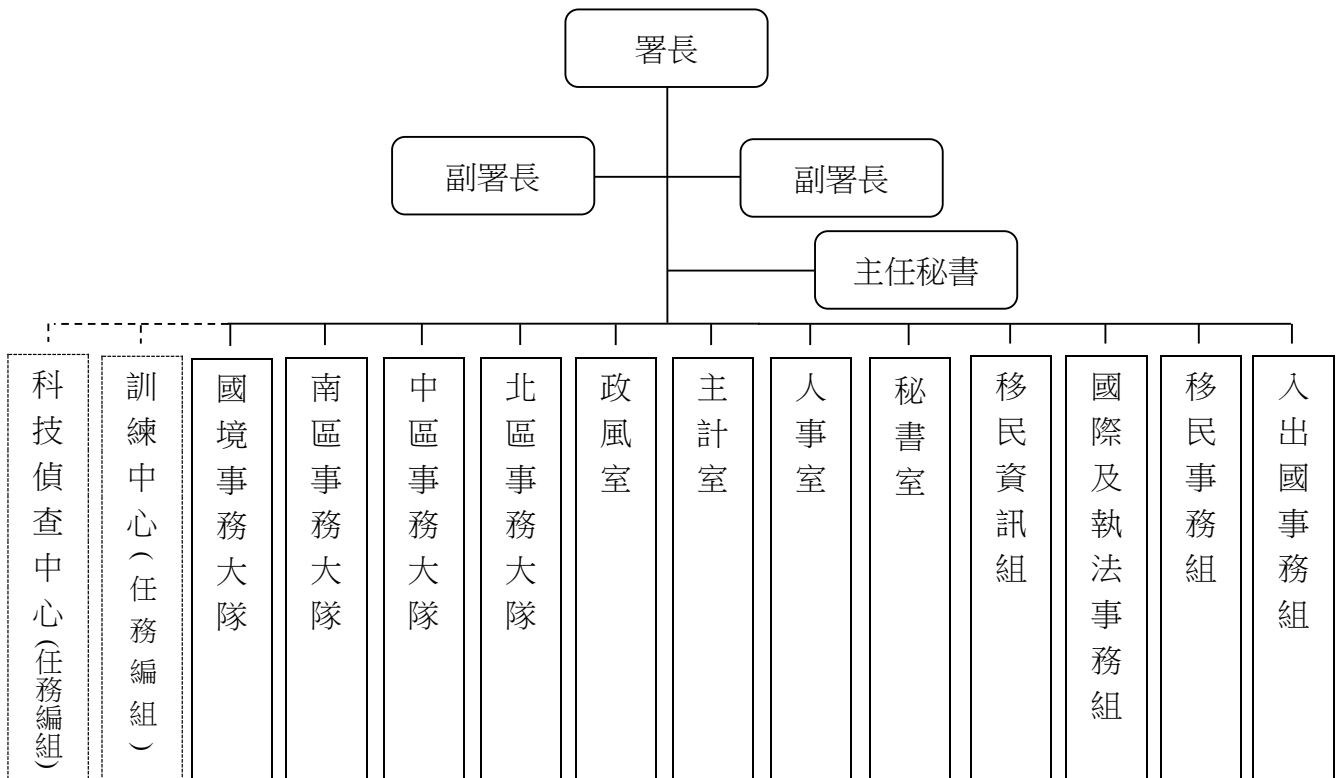 署長
副署長
副署長
主任秘書
科技偵查中心(任務編組)
訓練中心(任務編組)
國境事務大隊
南區事務大隊
中區事務大隊
北區事務大隊
政風室
主計室
人事室
秘書室
移民資訊組
國際及執法事務組
移民事務組
入出國事務組